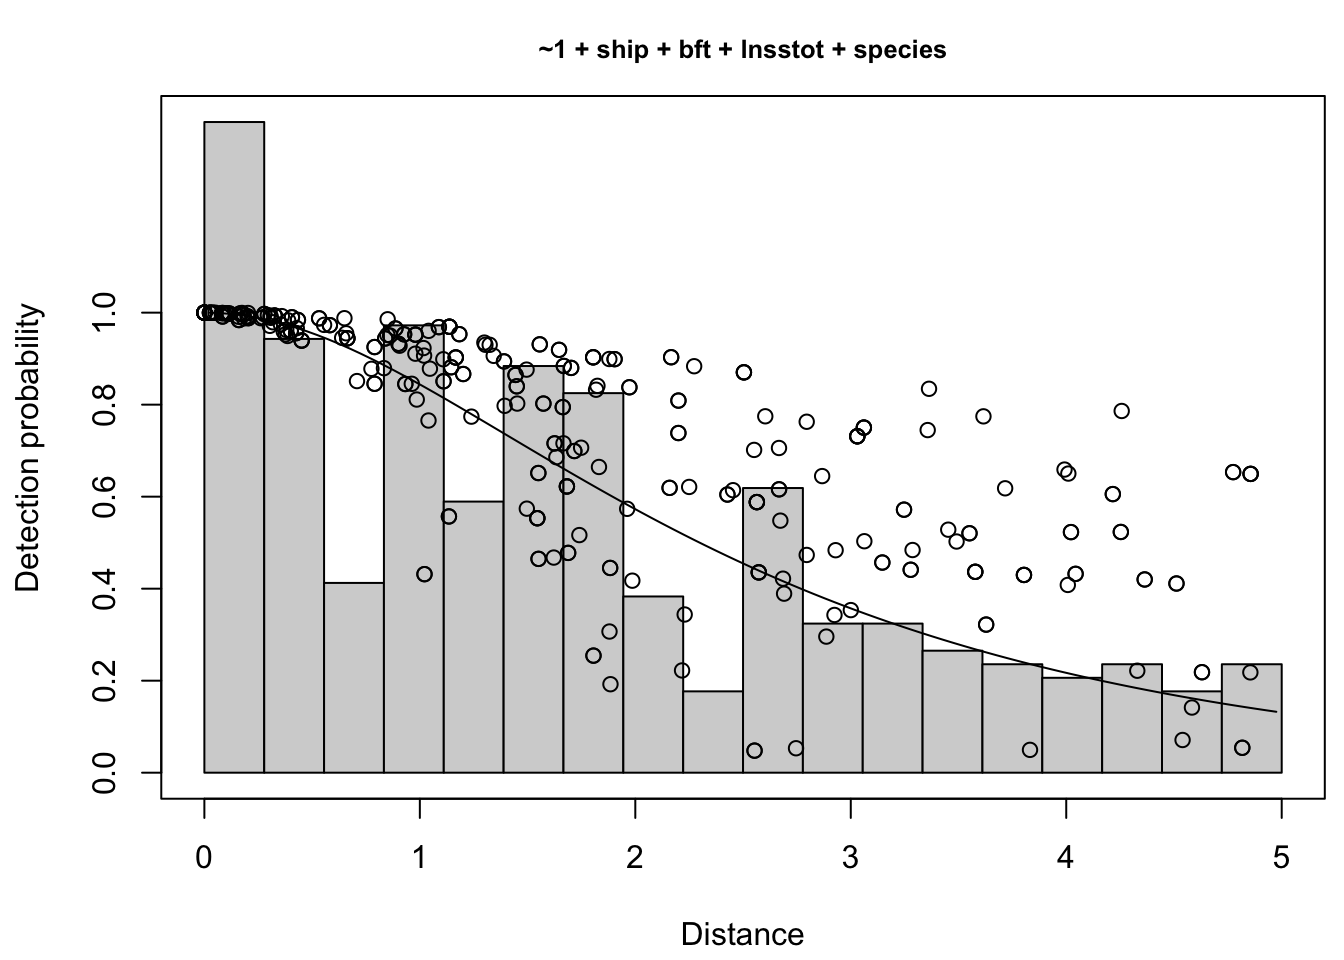 ~1 + ship + bft + lnsstot + species
Detection probability
1.0
0.8
0.6
0.4
0.2
0.0
0 1 2 3 4 5
Distance